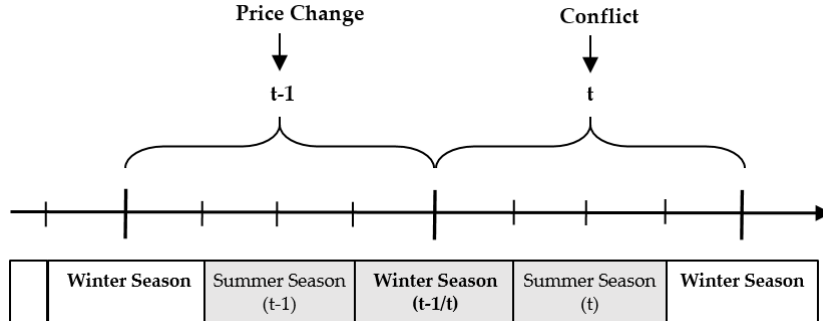 Price Change
Conflict
t-1
t
Winter Season
Summer Season
(t-1)
Winter Season
(t-1/t)
Summer Season
(t)
Winter Season